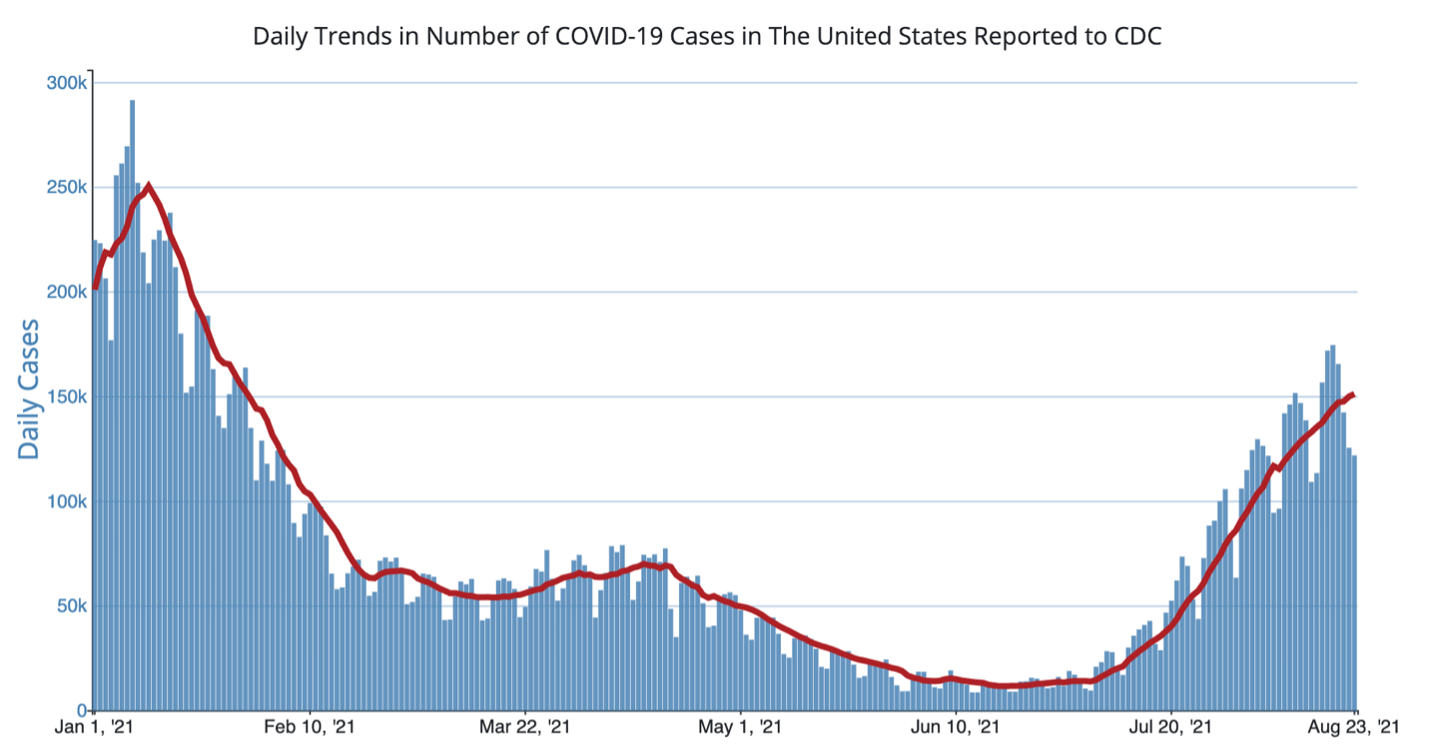 Daily Trends in Number of COVID-19 Cases in The United States Reported to CDC
300k
250k
200k
150k
100k
50k
0
Daily Cases
Jan 1, '21
Feb 10, '21
Mar 22, '21
May 1, '21
Jun 10, '21
Jul 20, '21
Aug 23, '21